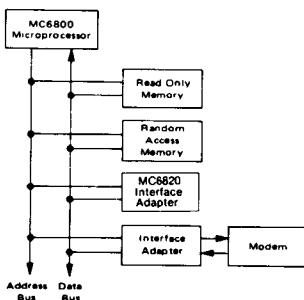 MC6800
Microprocessor
Read Only
Memory
Random
Access
Memory
MC6820
Interface
Adapter
Interface
Adapter
Modem
Address
Bus
Data
Bus